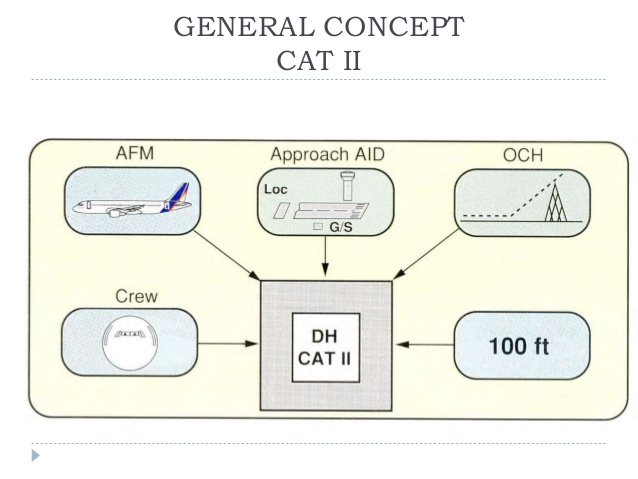 GENERAL CONCEPT
CAT II
AFM
Approach AID
OCH
Loc
G/S
Crew
DH
CAT II
100 ft